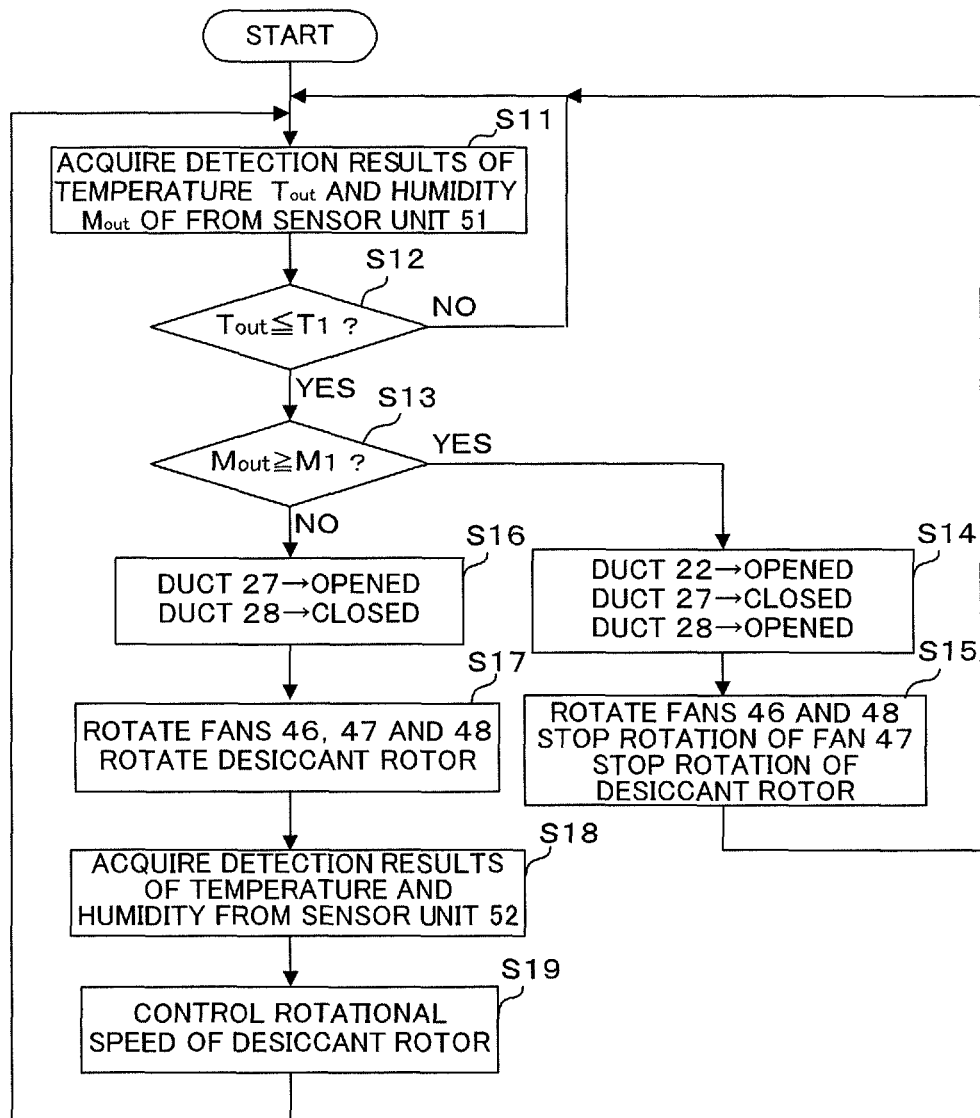 START
S11
ACQUIRE DETECTION RESULTS OF
TEMPERATURE Tout AND HUMIDITY
Mout OF FROM SENSOR UNIT 51
S12
Tout≦T1 ?
NO
YES
S13
Mout≧M1 ?
YES
NO
S16
DUCT 27→OPENED
DUCT 28→CLOSED
S14
DUCT 22→OPENED
DUCT 27→CLOSED
DUCT 28→OPENED
S17
ROTATE FANS 46, 47 AND 48
ROTATE DESICCANT ROTOR
S15
ROTATE FANS 46 AND 48
STOP ROTATION OF FAN 47
STOP ROTATION OF
DESICCANT ROTOR
S18
ACQUIRE DETECTION RESULTS
OF TEMPERATURE AND
HUMIDITY FROM SENSOR UNIT 52
S19
CONTROL ROTATIONAL
SPEED OF DESICCANT ROTOR